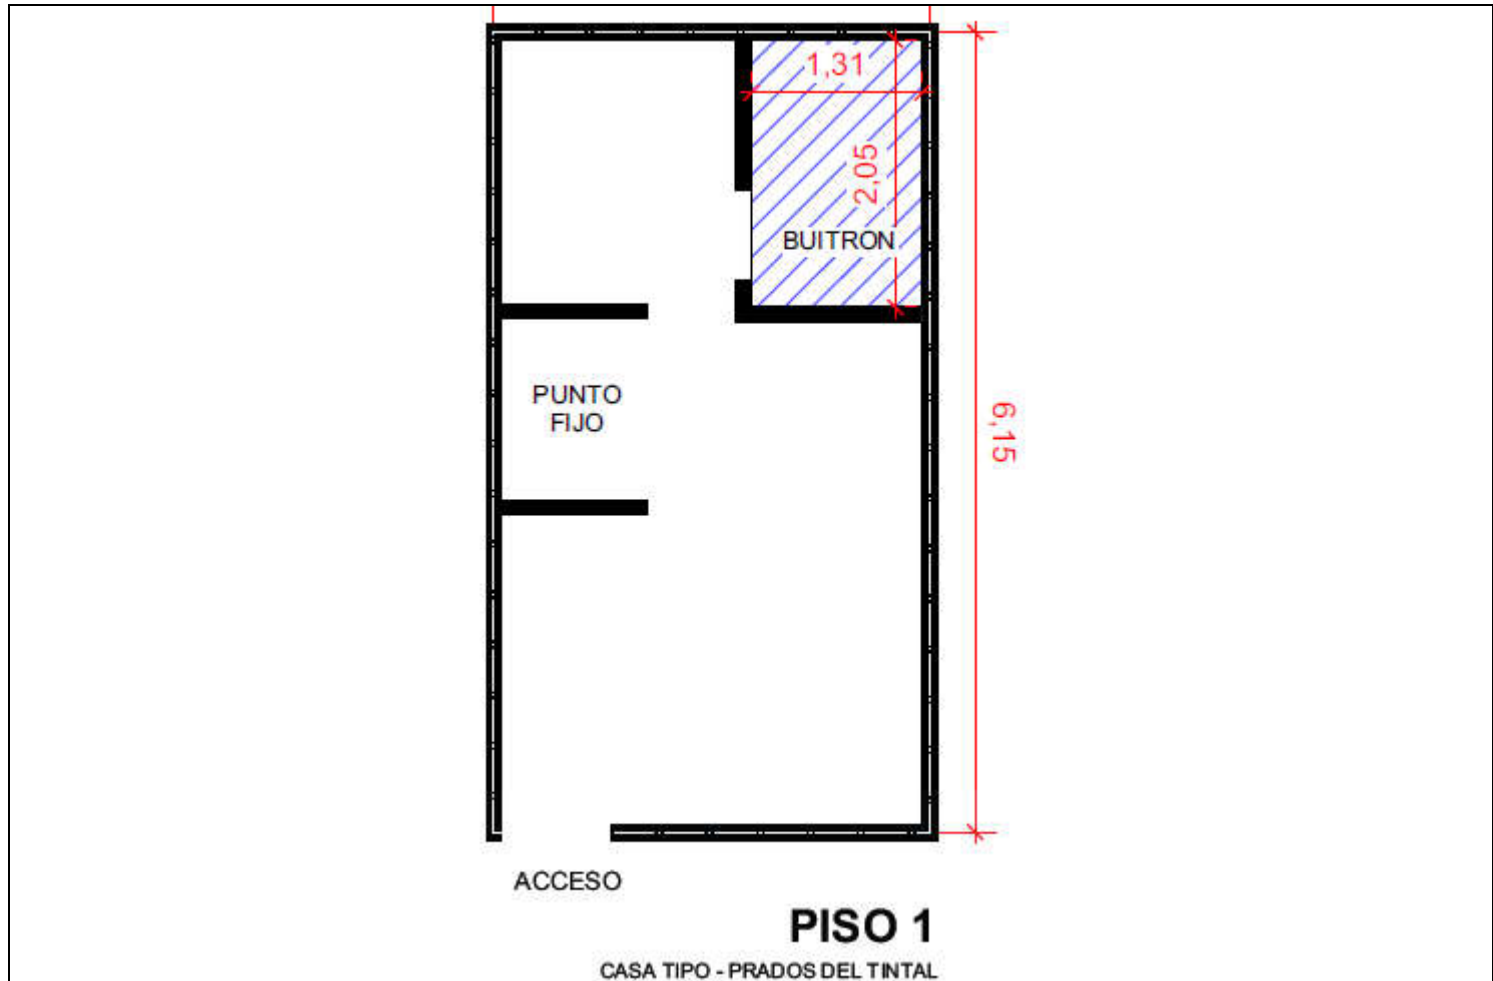 1,31
2,05
BUITRON
PUNTO
FIJO
6,15
ACCESO
PISO 1
CASA TIPO - PRADOS DEL TINTAL